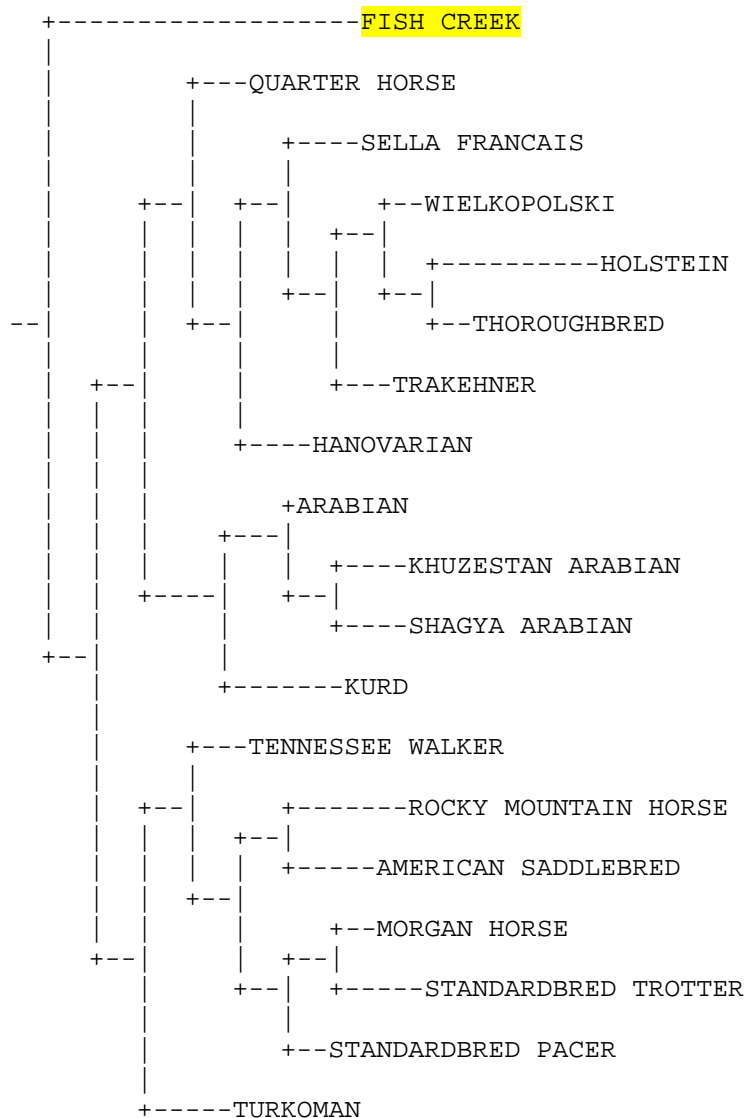 FISH CREEK
QUARTER HORSE
SELLA FRANCAIS
WIELKOPOLSKI
HOLSTEIN
THOROUGHBRED
TRAKEHNER
HANOVARIAN
ARABIAN
KHUZESTAN ARABIAN
SHAGYA ARABIAN
KURD
TENNESSEE WALKER
ROCKY MOUNTAIN HORSE
AMERICAN SADDLEBRED
MORGAN HORSE
STANDARDBRED TROTTER
STANDARDBRED PACER
TURKOMAN